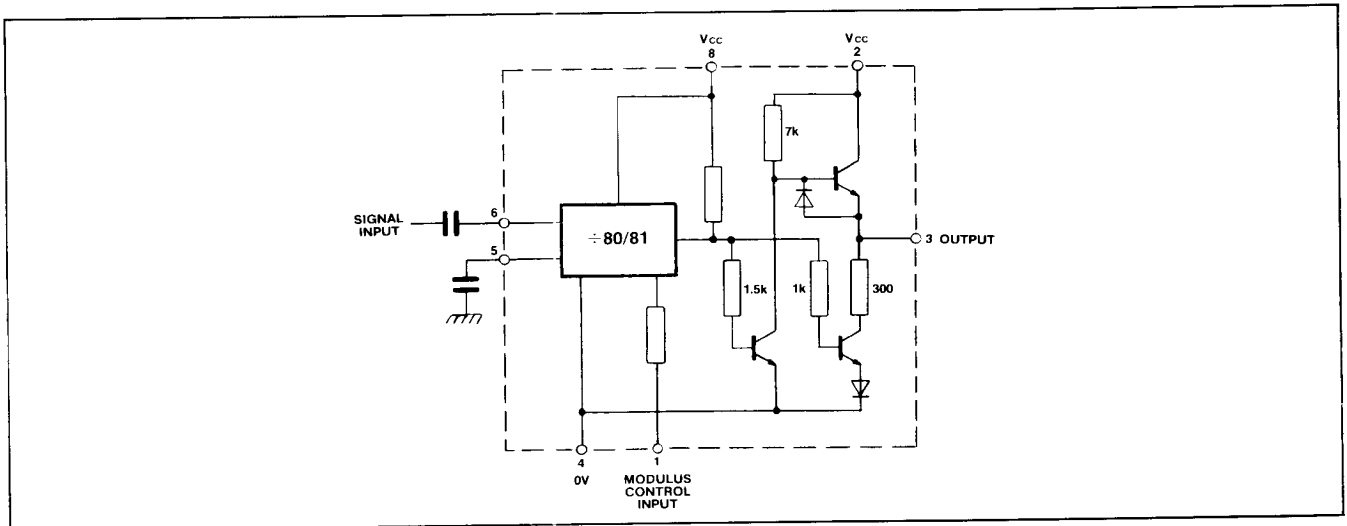 VCC
8
VCC
2
7k
SIGNAL
INPUT
6
5
÷80/81
3 OUTPUT
1.5k
1k
300
4
0V
1
MODULUS
CONTROL
INPUT